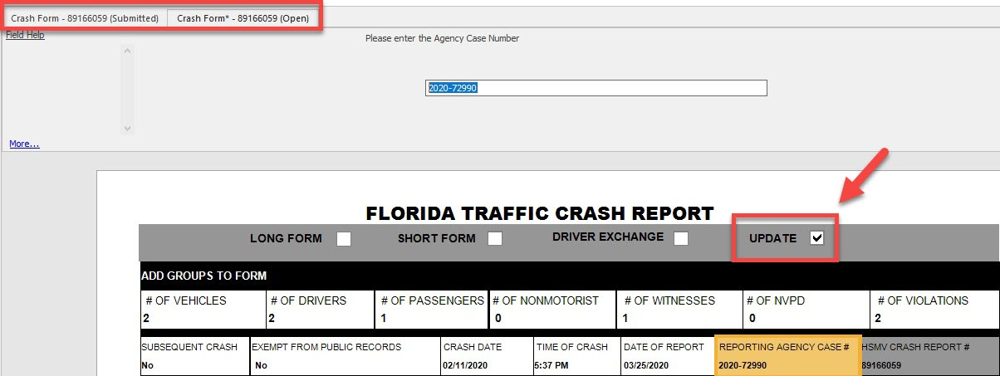 Crash Form - 89166059 (Submitted) Crash Form* - 89166059 (Open)
Field Help
Please enter the Agency Case Number
2020-72990
More...
FLORIDA TRAFFIC CRASH REPORT
LONG FORM SHORT FORM DRIVER EXCHANGE UPDATE
ADD GROUPS TO FORM
# OF VEHICLES # OF DRIVERS # OF PASSENGERS # OF NONMOTORIST # OF WITNESSES # OF NVPD # OF VIOLATIONS
2 2 1 0 1 0 2
SUBSEQUENT CRASH EXEMPT FROM PUBLIC RECORDS CRASH DATE TIME OF CRASH DATE OF REPORT REPORTING AGENCY CASE # HSMV CRASH REPORT #
No No 02/11/2020 5:37 PM 03/25/2020 2020-72990 89166059